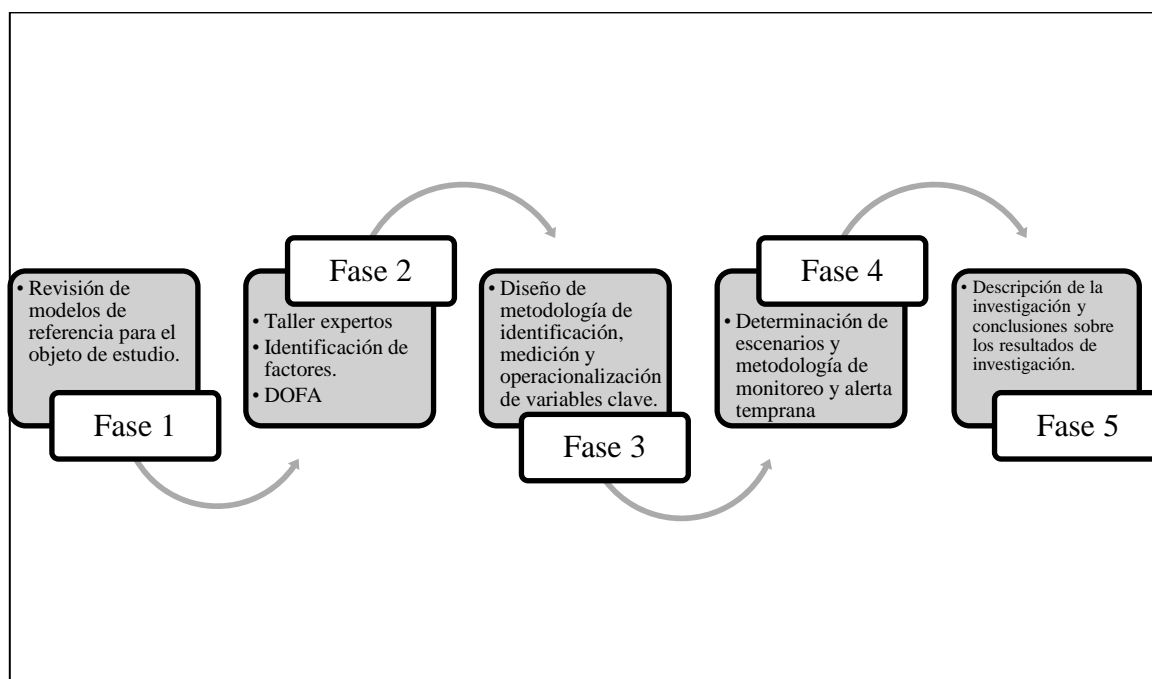 • Revisión de
modelos de
referencia para el
objeto de estudio.
Fase 1
Fase 2
• Taller expertos
• Identificación de
factores.
• DOFA
• Diseño de
metodología de
identificación,
medición y
operacionalización
de variables clave.
Fase 3
Fase 4
• Determinación de
escenarios y
metodología de
monitoreo y alerta
temprana
• Descripción de la
investigación y
conclusiones sobre
los resultados de
investigación.
Fase 5